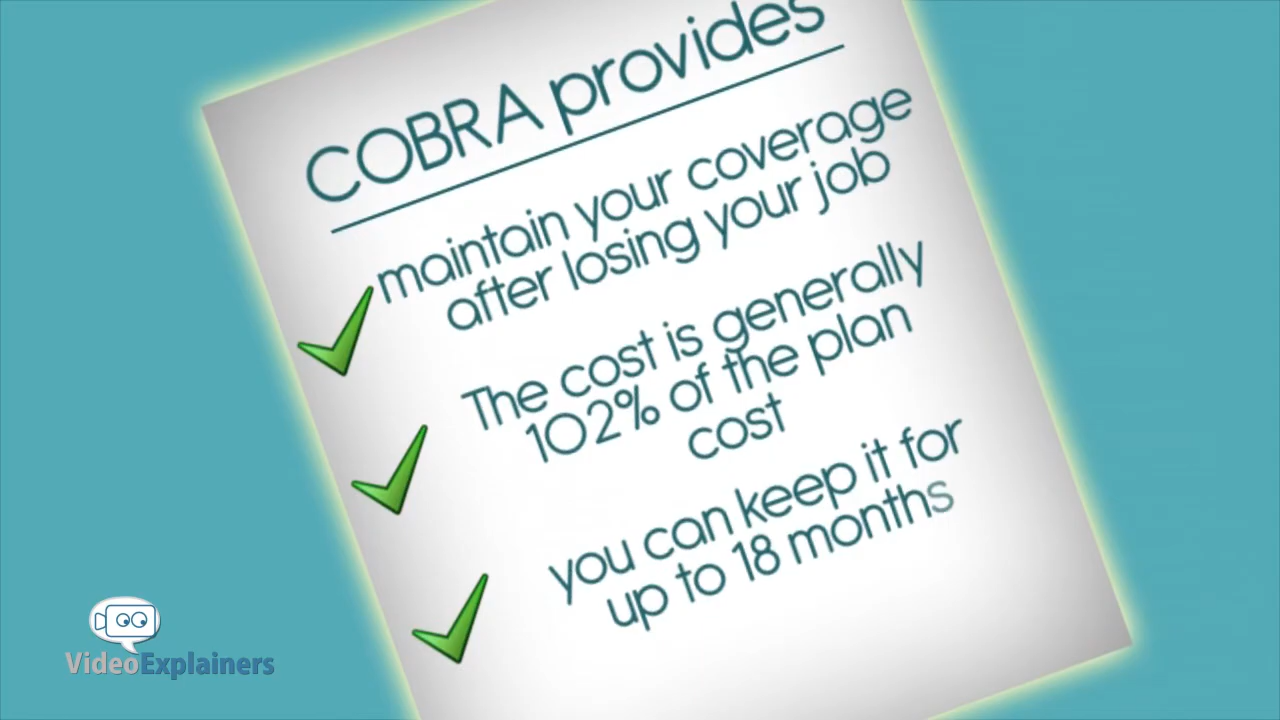 COBRA provides
maintain your coverage
after losing your job
The cost is generally
102% of the plan
cost
you can keep it for
up to 18 months
VideoExplainers